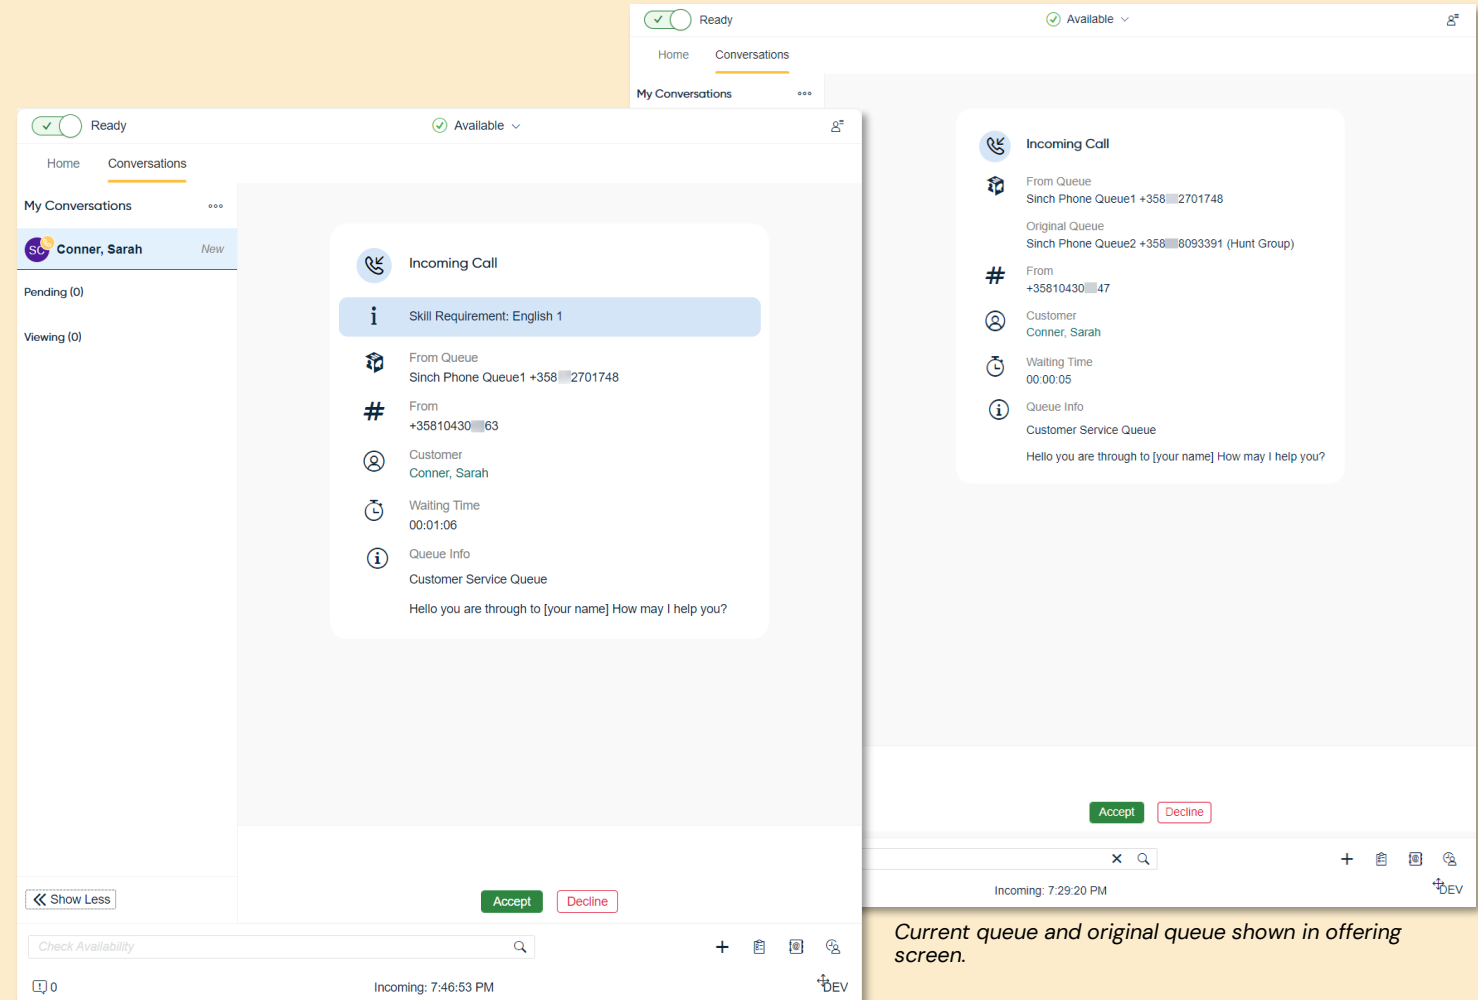 Ready
Available
Home Conversations
My Conversations
Incoming Call
From Queue
Sinch Phone Queue1 +358 2701748
Original Queue
Sinch Phone Queue2 +358 8093391 (Hunt Group)
From
+35810430 47
Customer
Conner, Sarah
Waiting Time
00:00:05
Queue Info
Customer Service Queue
Hello you are through to [your name] How may I help you?
Accept Decline
Incoming: 7:29:20 PM
DEV
Ready
Available
Home Conversations
My Conversations
SC Conner, Sarah New
Pending (0)
Viewing (0)
Incoming Call
Skill Requirement: English 1
From Queue
Sinch Phone Queue1 +358 2701748
From
+35810430 63
Customer
Conner, Sarah
Waiting Time
00:01:06
Queue Info
Customer Service Queue
Hello you are through to [your name] How may I help you?
Show Less
Accept Decline
Check Availability
0
Incoming: 7:46:53 PM
DEV
Current queue and original queue shown in offering
screen.